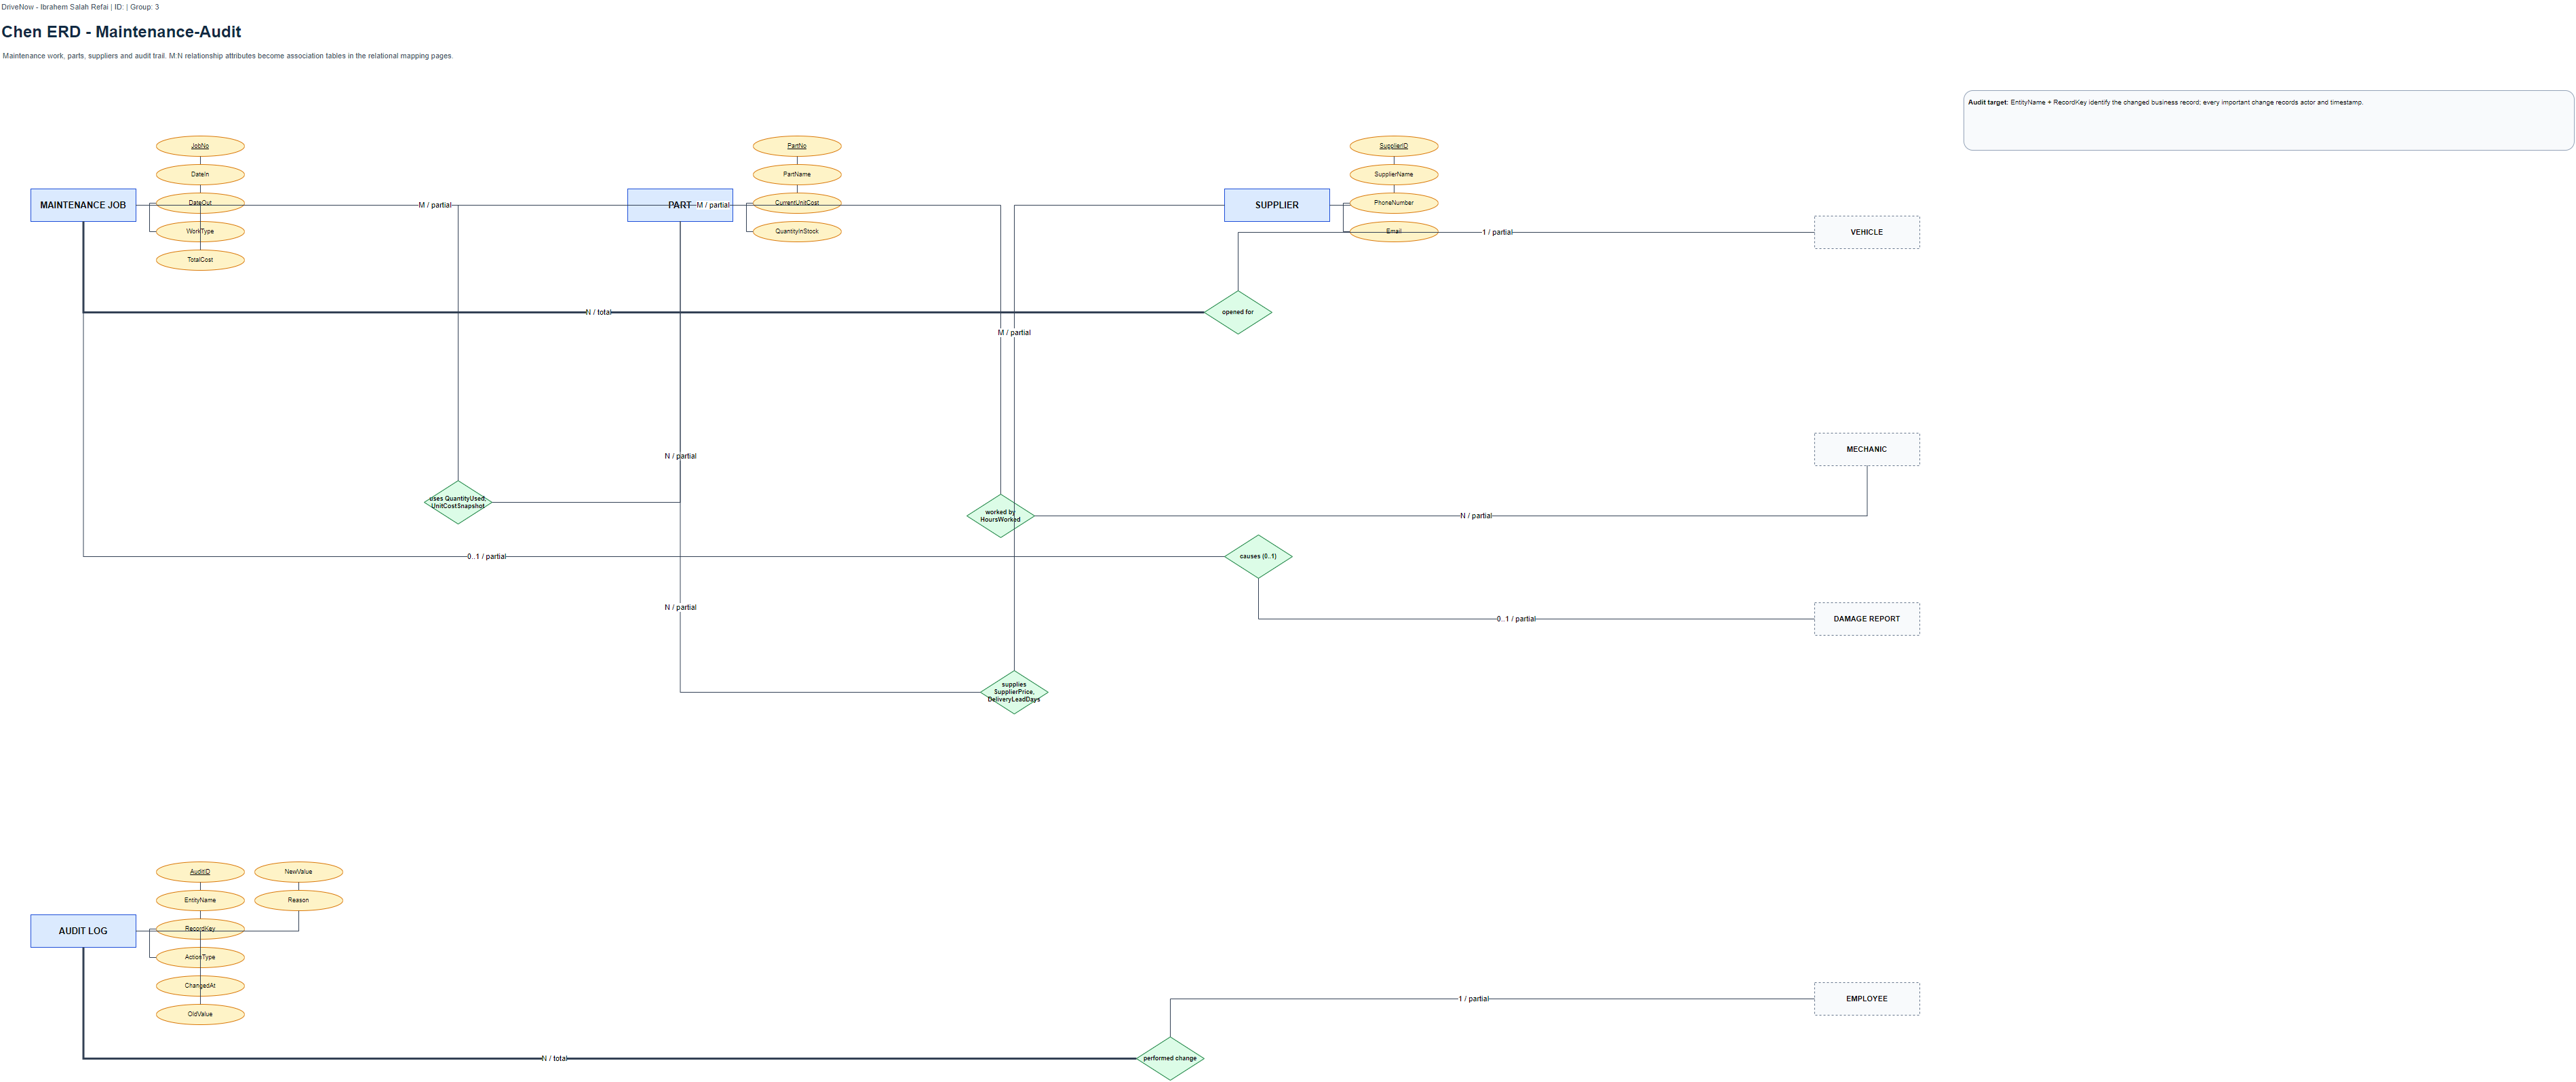 DriveNow - Ibrahem Salah Refai | ID: | Group: 3
Chen ERD - Maintenance-Audit
Maintenance work, parts, suppliers and audit trail. M:N relationship attributes become association tables in the relational mapping pages.
Audit target: EntityName + RecordKey identify the changed business record; every important change records actor and timestamp.
MAINTENANCE JOB
JobNo
DateIn
DateOut
WorkType
TotalCost
M / partial
PART
M / partial
PartNo
PartName
CurrentUnitCost
QuantityInStock
SUPPLIER
SupplierID
SupplierName
PhoneNumber
Email
1 / partial
VEHICLE
N / total
opened for
M / partial
MECHANIC
N / partial
uses QuantityUsed,
UnitCostSnapshot
worked by
HoursWorked
N / partial
0..1 / partial
causes (0..1)
N / partial
0..1 / partial
DAMAGE REPORT
supplies
SupplierPrice,
DeliveryLeadDays
AUDIT LOG
AuditID
EntityName
RecordKey
ActionType
ChangedAt
OldValue
NewValue
Reason
1 / partial
EMPLOYEE
N / total
performed change